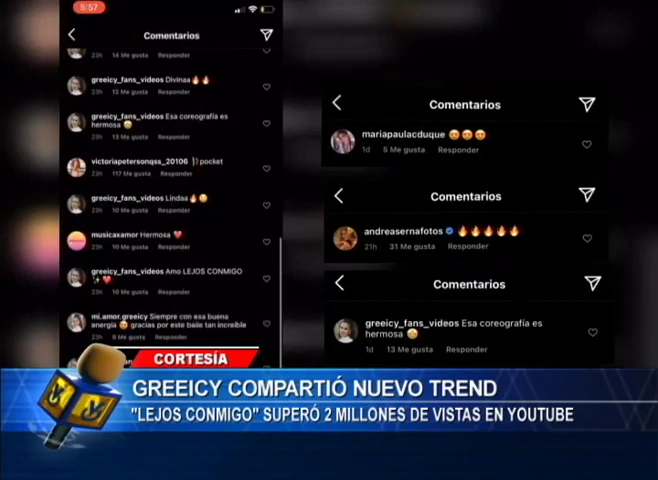 5:57
Comentarios
23h 14 Me gusta Responder
greeicy_fans_videos Divinaa🔥🔥
23h 12 Me gusta Responder
greeicy_fans_videos Esa coreografía es
hermosa 🤩
23h 13 Me gusta Responder
victoriapetersonqss_20106 pocket
23h 117 Me gusta Responder
greeicy_fans_videos Lindaa🔥
23h 10 Me gusta Responder
musicaxamor Hermosa ❤️
23h 10 Me gusta Responder
greeicy_fans_videos Amo LEJOS CONMIGO
✨❤️
23h 10 Me gusta Responder
mi.amor.greeicy Siempre con esa buena
energía gracias por este baile tan increíble
23h 9 Me gusta Responder
Comentarios
mariapaulacduque 😍😍😍
1d 5 Me gusta Responder
Comentarios
andreasernafotos 🔥🔥🔥🔥🔥
21h 31 Me gusta Responder
Comentarios
greeicy_fans_videos Esa coreografía es
hermosa 🤩
1d 13 Me gusta Responder
CORTESÍA
GREEICY COMPARTIÓ NUEVO TREND
"LEJOS CONMIGO" SUPERÓ 2 MILLONES DE VISTAS EN YOUTUBE